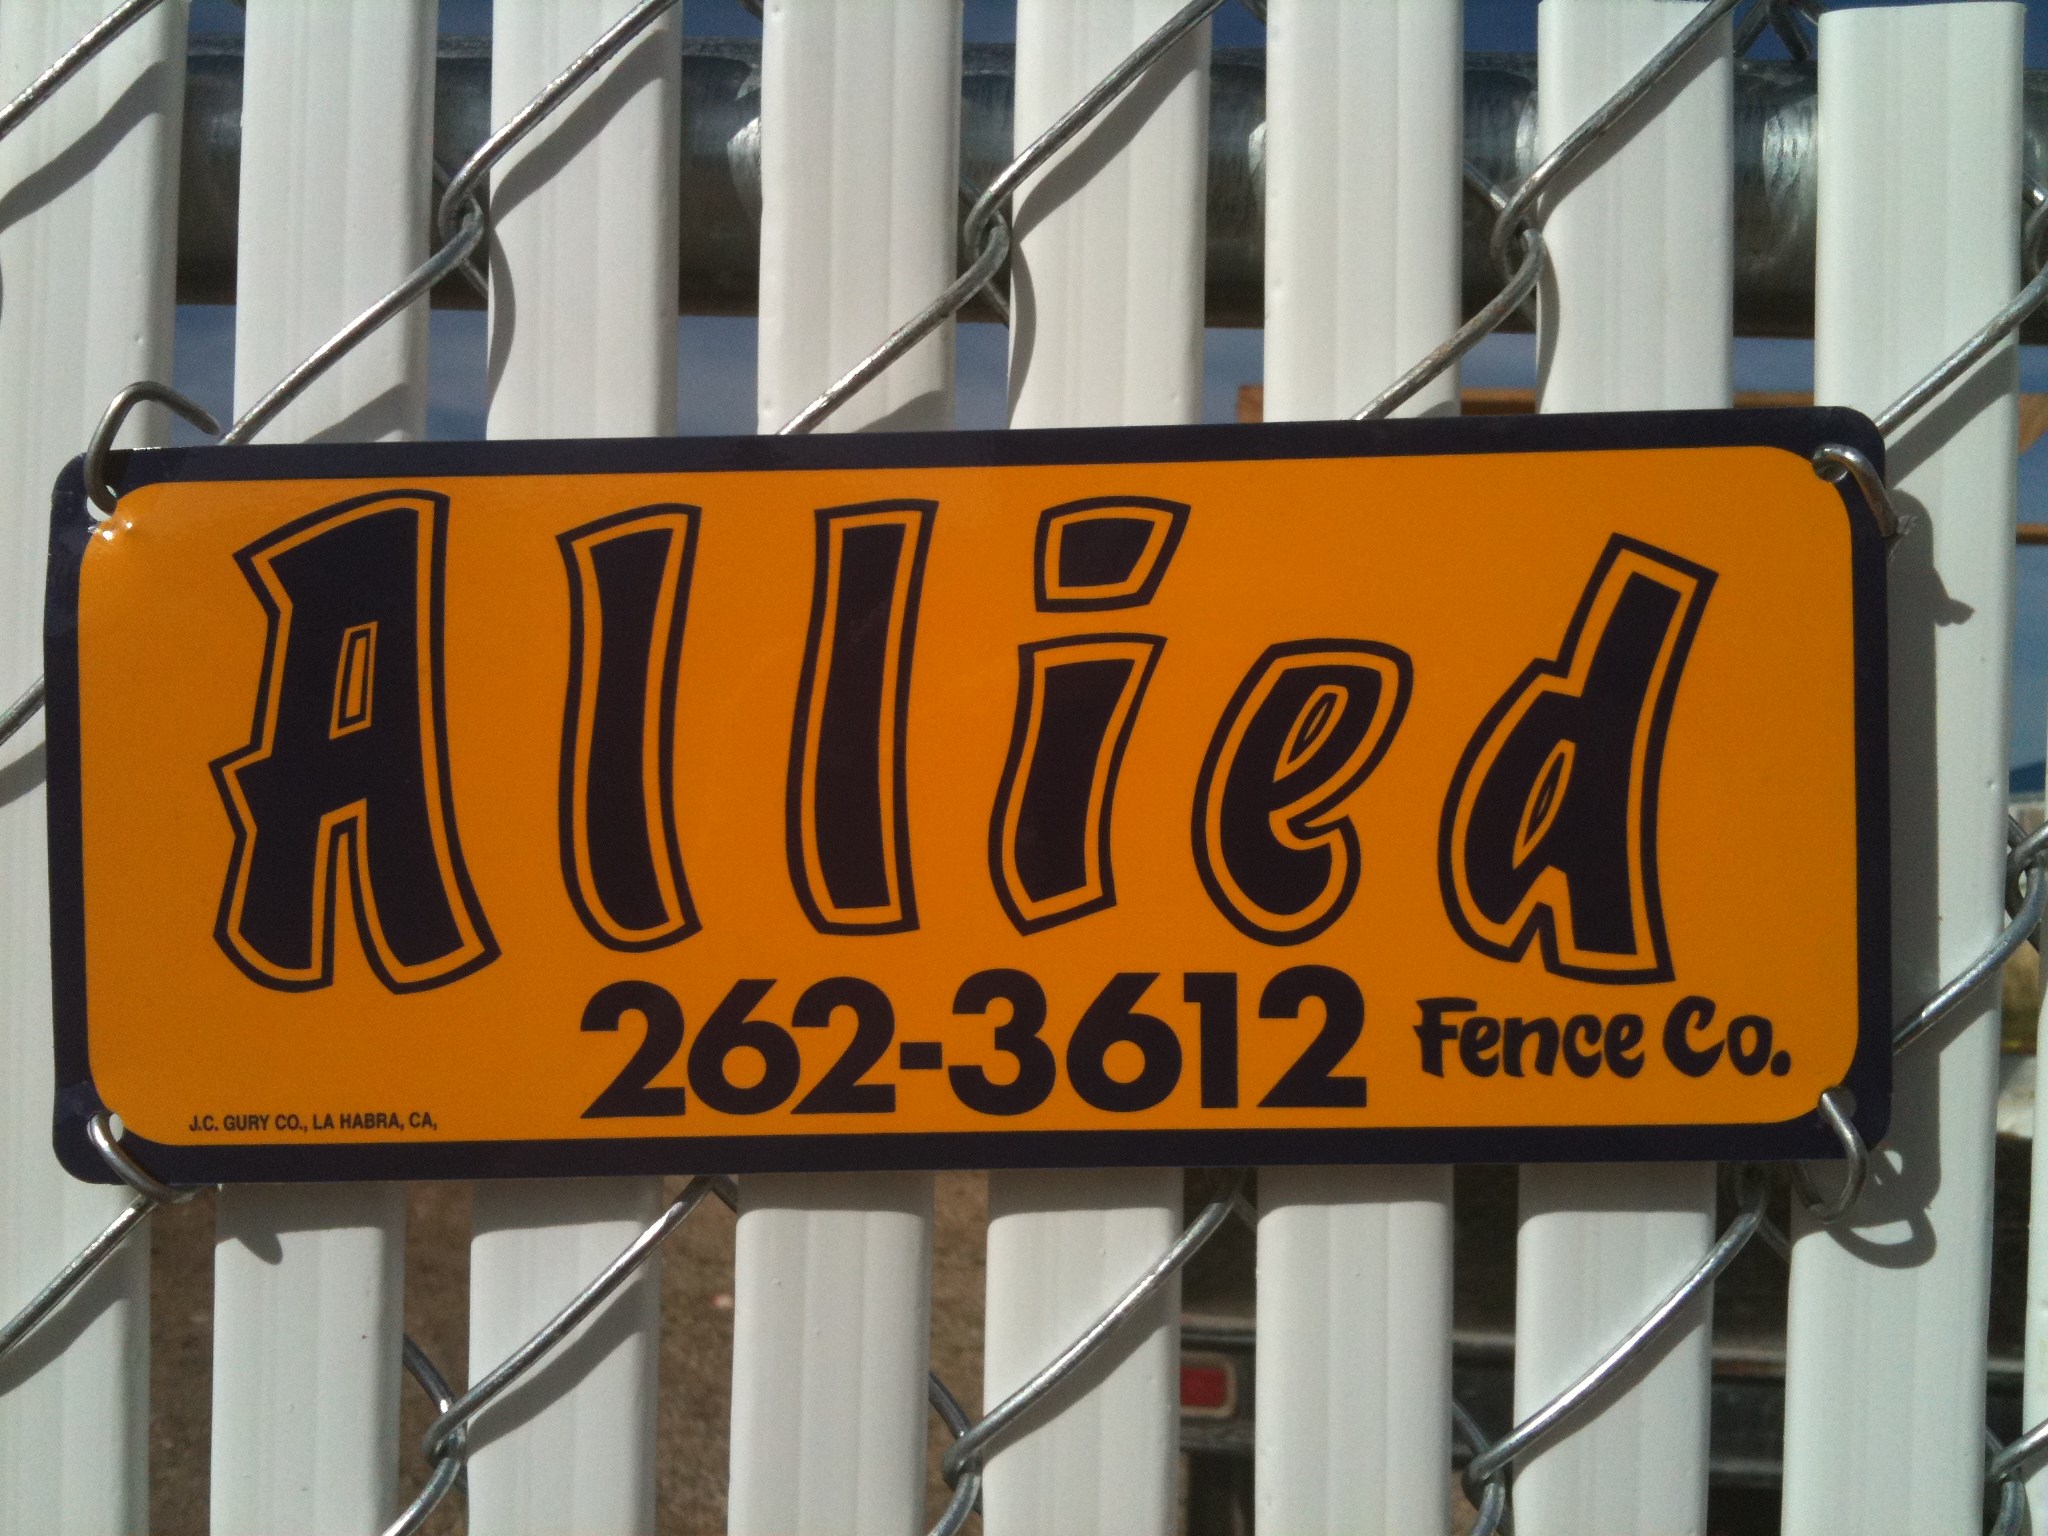 Allied
262-3612 Fence Co.
J.C. GURY CO., LA HABRA, CA,